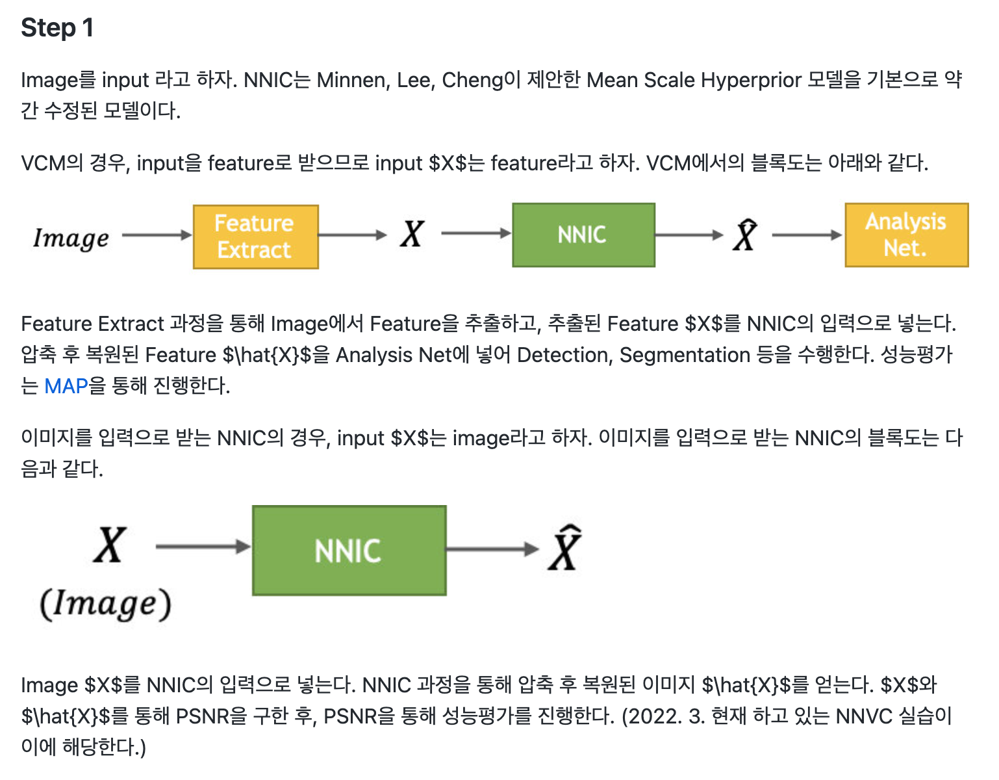 Step 1
Image를 input 라고 하자. NNIC는 Minnen, Lee, Cheng이 제안한 Mean Scale Hyperprior 모델을 기본으로 약
간 수정된 모델이다.
VCM의 경우, input을 feature로 받으므로 input $X$는 feature라고 하자. VCM에서의 블록도는 아래와 같다.
Image
Feature
Extract
X
NNIC
X̂
Analysis
Net.
Feature Extract 과정을 통해 Image에서 Feature을 추출하고, 추출된 Feature $X$를 NNIC의 입력으로 넣는다.
압축 후 복원된 Feature $\hat{X}$을 Analysis Net에 넣어 Detection, Segmentation 등을 수행한다. 성능평가
는 MAP을 통해 진행한다.
이미지를 입력으로 받는 NNIC의 경우, input $X$는 image라고 하자. 이미지를 입력으로 받는 NNIC의 블록도는 다
음과 같다.
X
(Image)
NNIC
X̂
Image $X$를 NNIC의 입력으로 넣는다. NNIC 과정을 통해 압축 후 복원된 이미지 $\hat{X}$를 얻는다. $X$와
$\hat{X}$를 통해 PSNR을 구한 후, PSNR을 통해 성능평가를 진행한다. (2022. 3. 현재 하고 있는 NNVC 실습이
이에 해당한다.)